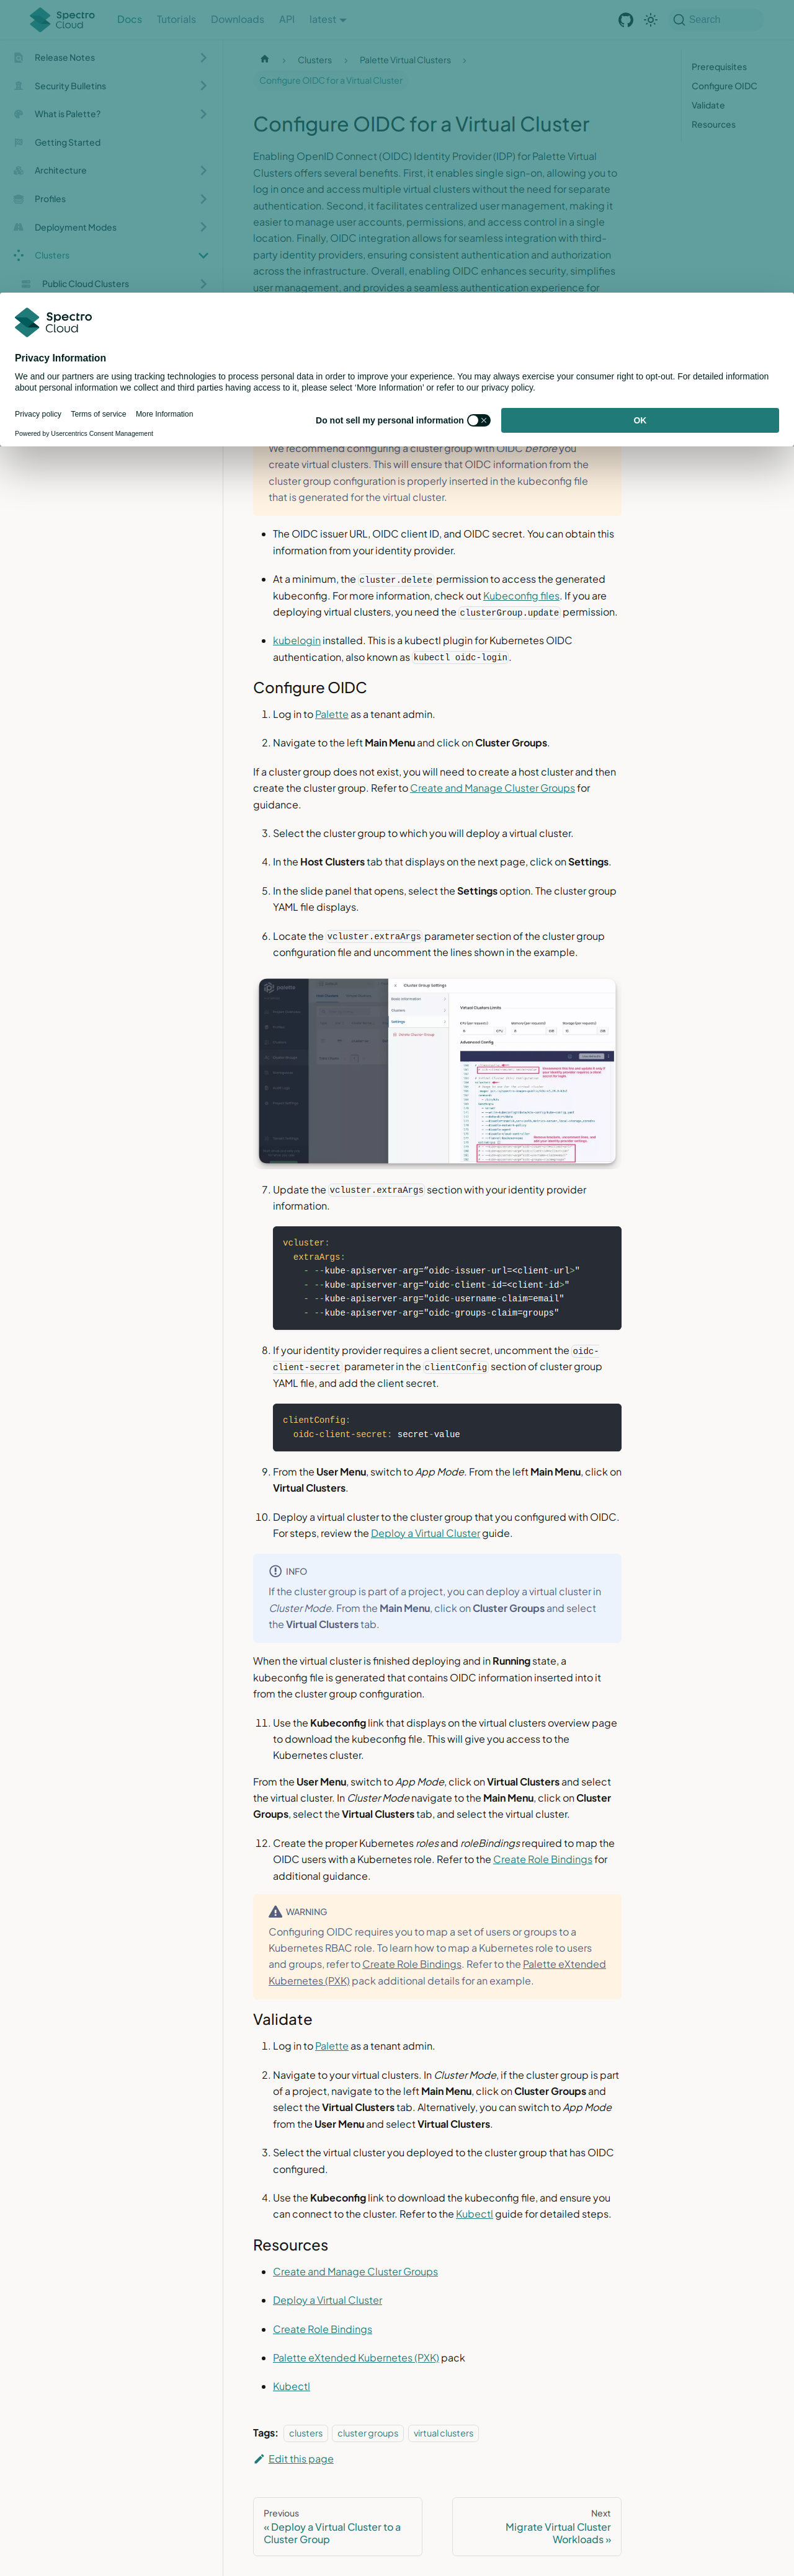 Spectro Cloud
Docs
Tutorials
Downloads
API
latest
Search
Release Notes
Security Bulletins
What is Palette?
Getting Started
Architecture
Profiles
Deployment Modes
Clusters
Public Cloud Clusters
Clusters
Palette Virtual Clusters
Configure OIDC for a Virtual Cluster
Prerequisites
Configure OIDC
Validate
Resources
Configure OIDC for a Virtual Cluster
Enabling OpenID Connect (OIDC) Identity Provider (IDP) for Palette Virtual
Clusters offers several benefits. First, it enables single sign-on, allowing you to
log in once and access multiple virtual clusters without the need for separate
authentication. Second, it facilitates centralized user management, making it
easier to manage user accounts, permissions, and access control in a single
location. Finally, OIDC integration allows for seamless integration with third-
party identity providers, ensuring consistent authentication and authorization
across the infrastructure. Overall, enabling OIDC enhances security, simplifies
user management, and provides a seamless authentication experience for
Spectro Cloud
Privacy Information
We and our partners are using tracking technologies to process personal data in order to improve your experience. You may always exercise your consumer right to opt-out. For detailed information
about personal information we collect and third parties having access to it, please select 'More Information' or refer to our privacy policy.
Privacy policy
Terms of service
More Information
Powered by Usercentrics Consent Management
Do not sell my personal information
OK
We recommend configuring a cluster group with OIDC before you
create virtual clusters. This will ensure that OIDC information from the
cluster group configuration is properly inserted in the kubeconfig file
that is generated for the virtual cluster.
• The OIDC issuer URL, OIDC client ID, and OIDC secret. You can obtain this
information from your identity provider.
• At a minimum, the cluster.delete permission to access the generated
kubeconfig. For more information, check out Kubeconfig files. If you are
deploying virtual clusters, you need the clusterGroup.update permission.
• kubelogin installed. This is a kubectl plugin for Kubernetes OIDC
authentication, also known as kubectl oidc-login.
Configure OIDC
1. Log in to Palette as a tenant admin.
2. Navigate to the left Main Menu and click on Cluster Groups.
If a cluster group does not exist, you will need to create a host cluster and then
create the cluster group. Refer to Create and Manage Cluster Groups for
guidance.
3. Select the cluster group to which you will deploy a virtual cluster.
4. In the Host Clusters tab that displays on the next page, click on Settings.
5. In the slide panel that opens, select the Settings option. The cluster group
YAML file displays.
6. Locate the vcluster.extraArgs parameter section of the cluster group
configuration file and uncomment the lines shown in the example.
palette
Cluster Group Settings
Basic Information
Clusters
Settings
Delete Cluster Group
Virtual Clusters Limits
CPU (per request)
Memory (per request)
Storage (per request)
Advanced Config
7. Update the vcluster.extraArgs section with your identity provider
information.
vcluster:
extraArgs:
- --kube-apiserver-arg=”oidc-issuer-url=<client-url>"
- --kube-apiserver-arg="oidc-client-id=<client-id>"
- --kube-apiserver-arg="oidc-username-claim=email"
- --kube-apiserver-arg="oidc-groups-claim=groups"
8. If your identity provider requires a client secret, uncomment the oidc-
client-secret parameter in the clientConfig section of cluster group
YAML file, and add the client secret.
clientConfig:
oidc-client-secret: secret-value
9. From the User Menu, switch to App Mode. From the left Main Menu, click on
Virtual Clusters.
10. Deploy a virtual cluster to the cluster group that you configured with OIDC.
For steps, review the Deploy a Virtual Cluster guide.
INFO
If the cluster group is part of a project, you can deploy a virtual cluster in
Cluster Mode. From the Main Menu, click on Cluster Groups and select
the Virtual Clusters tab.
When the virtual cluster is finished deploying and in Running state, a
kubeconfig file is generated that contains OIDC information inserted into it
from the cluster group configuration.
11. Use the Kubeconfig link that displays on the virtual clusters overview page
to download the kubeconfig file. This will give you access to the
Kubernetes cluster.
From the User Menu, switch to App Mode, click on Virtual Clusters and select
the virtual cluster. In Cluster Mode navigate to the Main Menu, click on Cluster
Groups, select the Virtual Clusters tab, and select the virtual cluster.
12. Create the proper Kubernetes roles and roleBindings required to map the
OIDC users with a Kubernetes role. Refer to the Create Role Bindings for
additional guidance.
WARNING
Configuring OIDC requires you to map a set of users or groups to a
Kubernetes RBAC role. To learn how to map a Kubernetes role to users
and groups, refer to Create Role Bindings. Refer to the Palette eXtended
Kubernetes (PXK) pack additional details for an example.
Validate
1. Log in to Palette as a tenant admin.
2. Navigate to your virtual clusters. In Cluster Mode, if the cluster group is part
of a project, navigate to the left Main Menu, click on Cluster Groups and
select the Virtual Clusters tab. Alternatively, you can switch to App Mode
from the User Menu and select Virtual Clusters.
3. Select the virtual cluster you deployed to the cluster group that has OIDC
configured.
4. Use the Kubeconfig link to download the kubeconfig file, and ensure you
can connect to the cluster. Refer to the Kubectl guide for detailed steps.
Resources
• Create and Manage Cluster Groups
• Deploy a Virtual Cluster
• Create Role Bindings
• Palette eXtended Kubernetes (PXK) pack
• Kubectl
Tags: clusters cluster groups virtual clusters
Edit this page
Previous
« Deploy a Virtual Cluster to a
Cluster Group
Next
Migrate Virtual Cluster
Workloads »